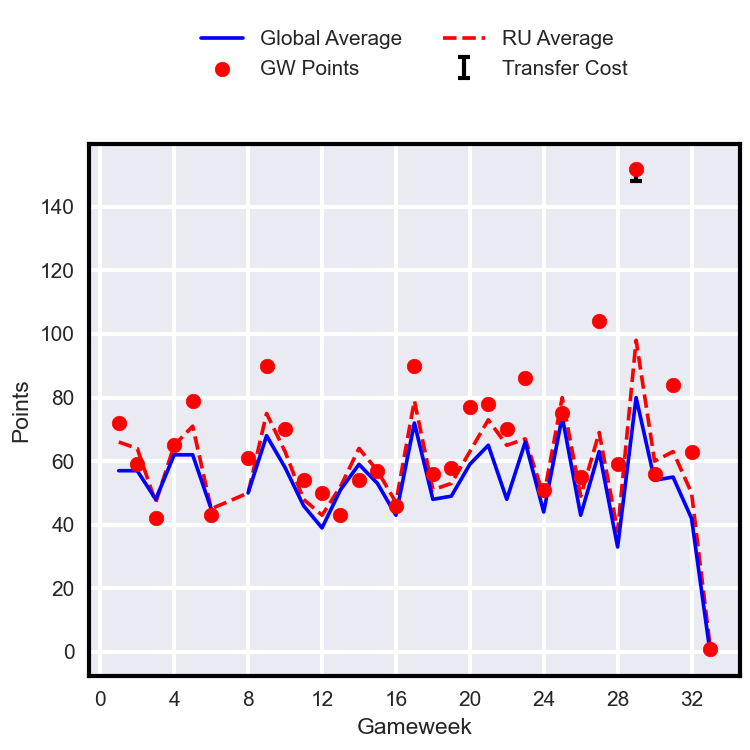 Global Average
RU Average
GW Points
Transfer Cost
140
120
100
80
60
40
20
0
Points
0 4 8 12 16 20 24 28 32
Gameweek